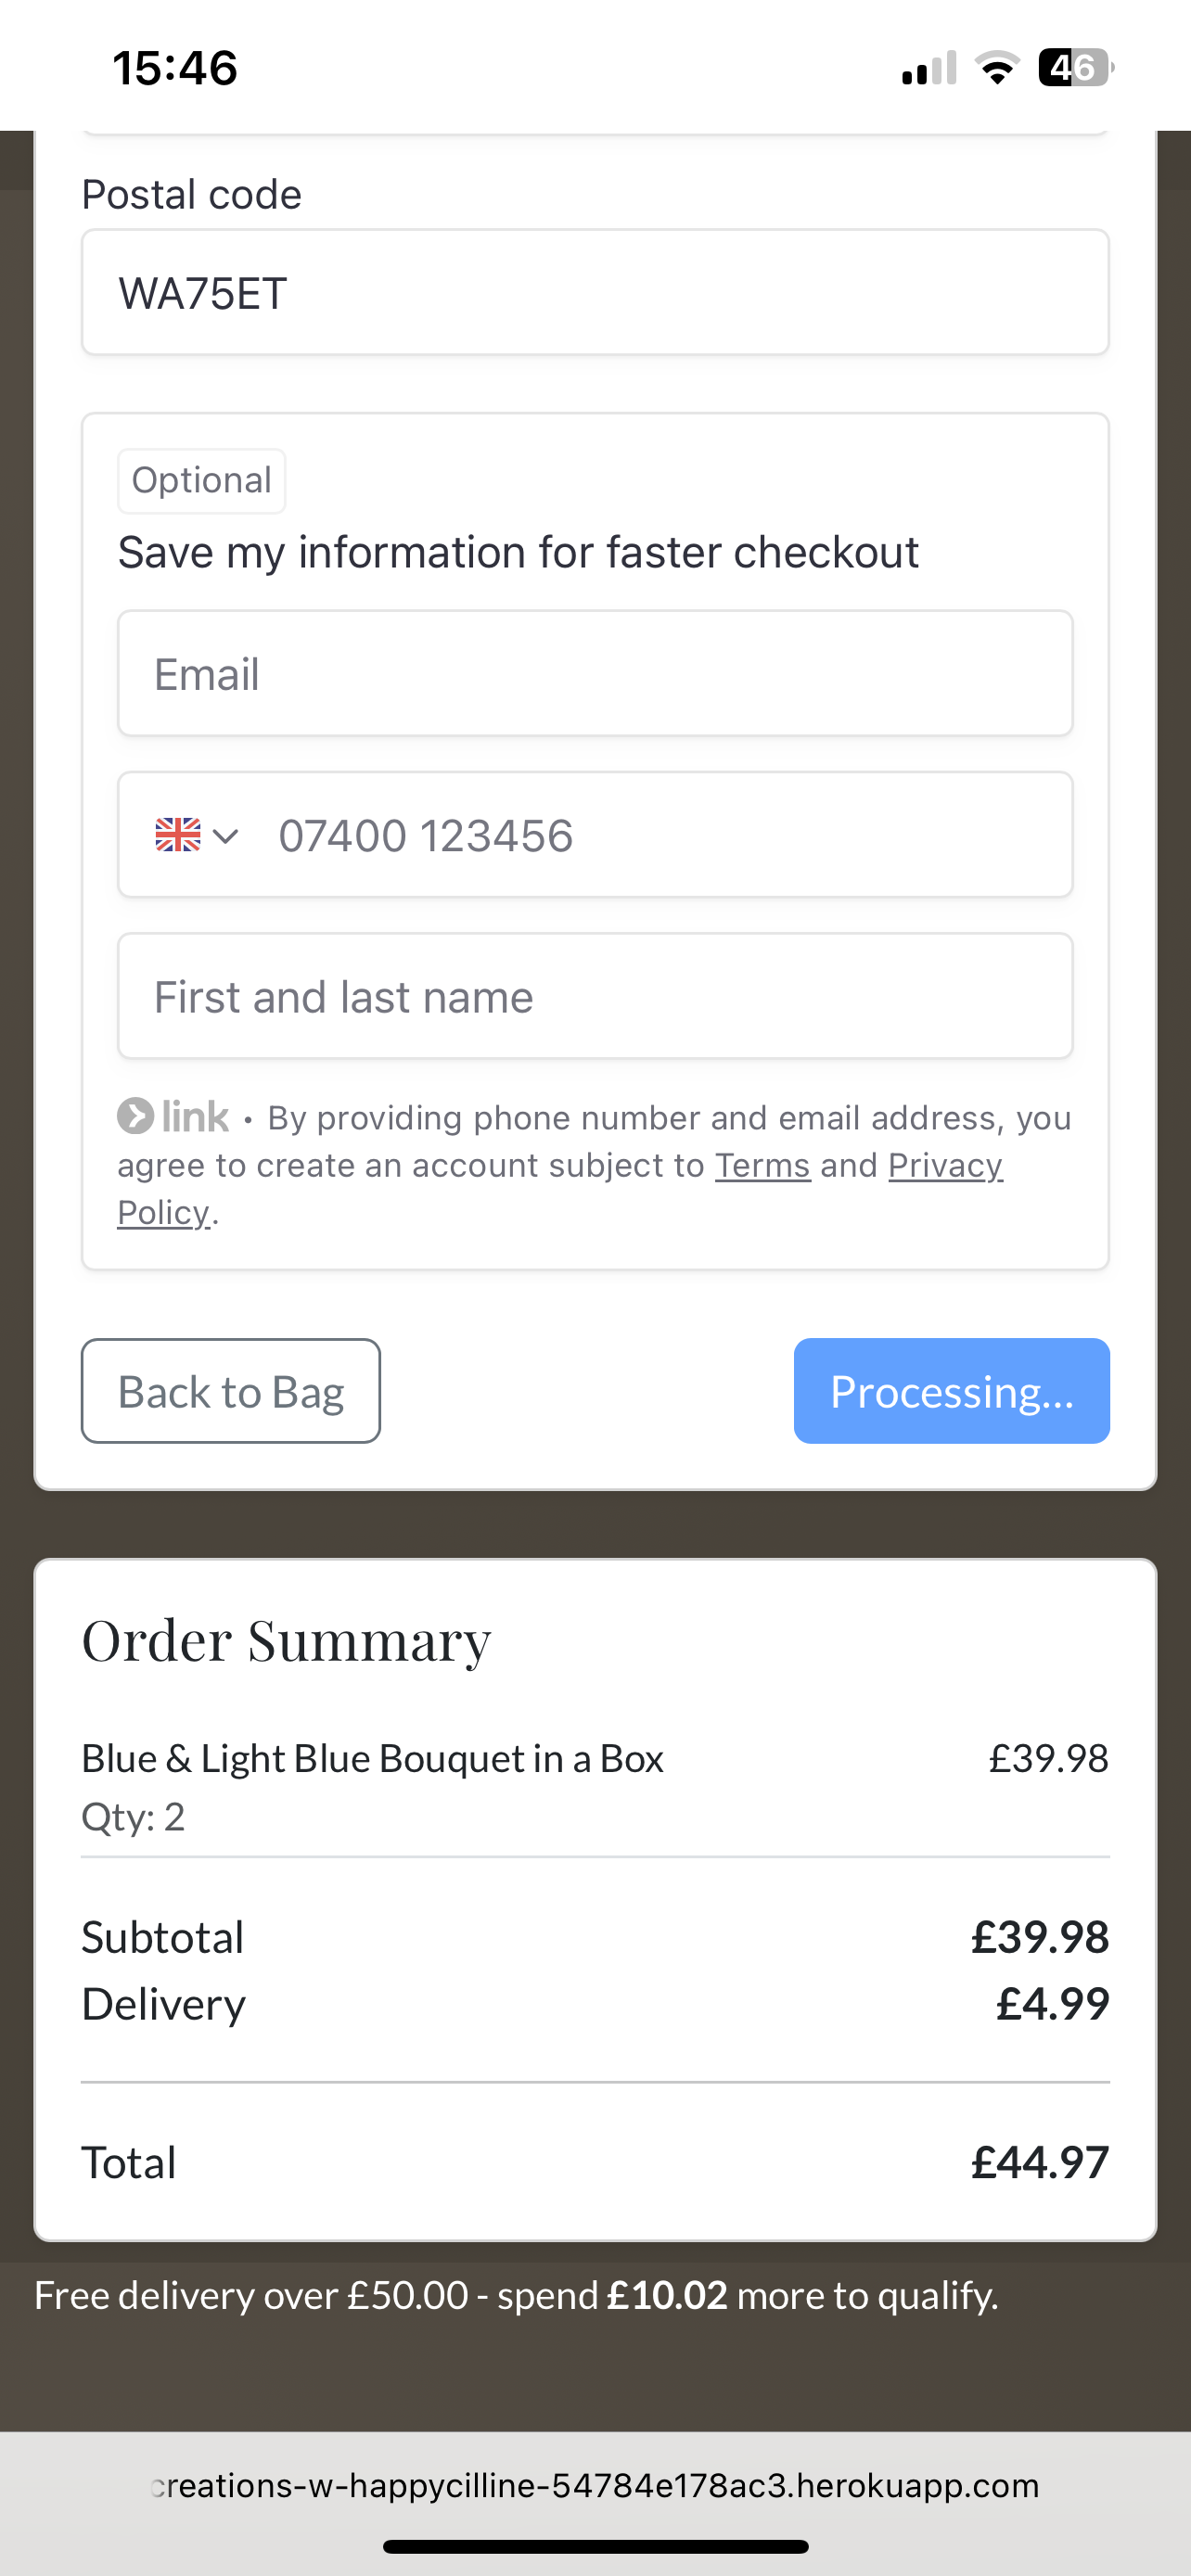 15:46
46
Postal code
WA75ET
Optional
Save my information for faster checkout
Email
07400 123456
First and last name
link • By providing phone number and email address, you
agree to create an account subject to Terms and Privacy
Policy.
Back to Bag
Processing...
Order Summary
Blue & Light Blue Bouquet in a Box £39.98
Qty: 2
Subtotal £39.98
Delivery £4.99
Total £44.97
Free delivery over £50.00 - spend £10.02 more to qualify.
creations-w-happycilline-54784e178ac3.herokuapp.com